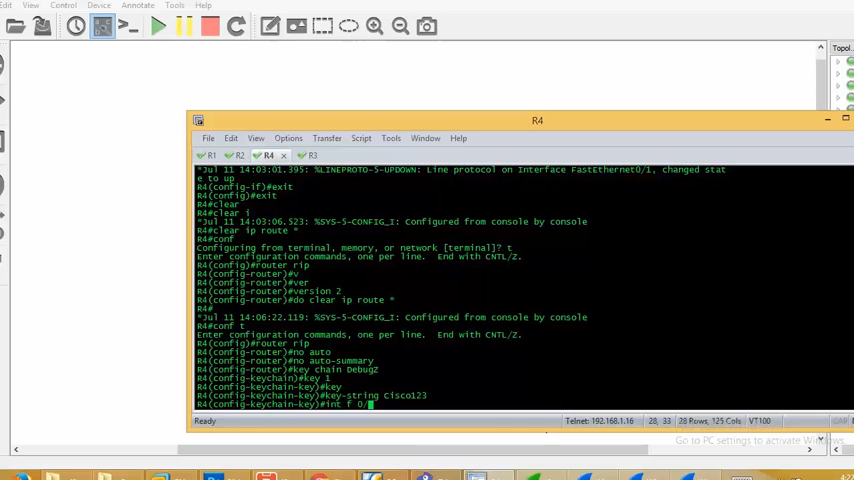 Edit View Control Device Annotate Tools Help
Topol..
R4
File Edit View Options Transfer Script Tools Window Help
R1 R2 R4 × R3
*Jul 11 14:03:01.395: %LINEPROTO-5-UPDOWN: Line protocol on Interface FastEthernet0/1, changed stat
e to up
R4(config-if)#exit
R4(config)#exit
R4#clear
R4#clear i
*Jul 11 14:03:06.523: %SYS-5-CONFIG_I: Configured from console by console
R4#clear ip route *
R4#conf
Configuring from terminal, memory, or network [terminal]? t
Enter configuration commands, one per line.  End with CNTL/Z.
R4(config)#router rip
R4(config-router)#v
R4(config-router)#ver
R4(config-router)#version 2
R4(config-router)#do clear ip route *
R4#
*Jul 11 14:06:22.119: %SYS-5-CONFIG_I: Configured from console by console
R4#conf t
Enter configuration commands, one per line.  End with CNTL/Z.
R4(config)#router rip
R4(config-router)#no auto
R4(config-router)#no auto-summary
R4(config-router)#key chain DebugZ
R4(config-keychain)#key 1
R4(config-keychain-key)#key
R4(config-keychain-key)#key-string Cisco123
R4(config-keychain-key)#int f 0/
Ready Telnet: 192.168.1.16 28, 33 28 Rows, 125 Cols VT100 CAP
Go to PC settings to activate Windows.